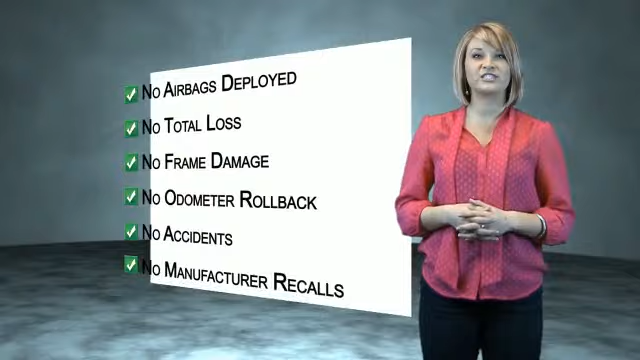 No Airbags Deployed
No Total Loss
No Frame Damage
No Odometer Rollback
No Accidents
No Manufacturer Recalls